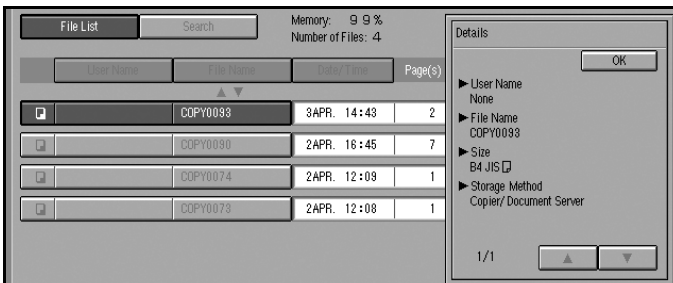 File List
Search
Memory: 99%
Number of Files: 4
User Name
File Name
Date/Time
Page(s)
COPY0093 3APR. 14:43 2
COPY0090 2APR. 16:45 7
COPY0074 2APR. 12:09 1
COPY0073 2APR. 12:08 1
Details
OK
▶ User Name
None
▶ File Name
COPY0093
▶ Size
B4 JIS
▶ Storage Method
Copier/Document Server
1/1